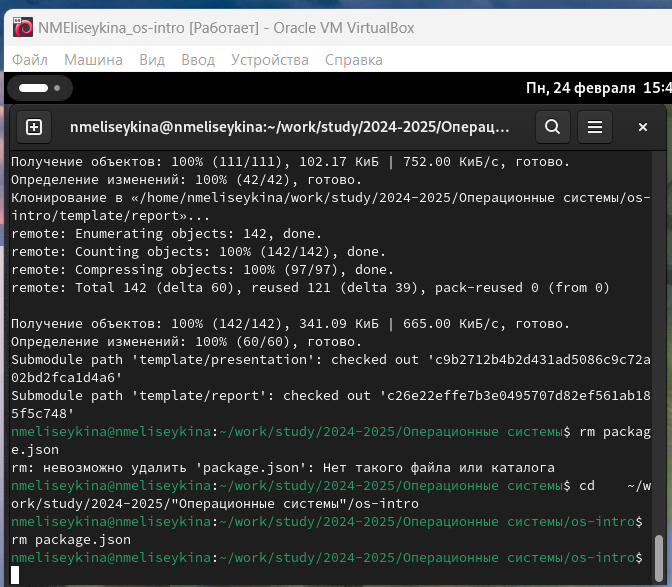 NMEliseykina_os-intro [Работает] - Oracle VM VirtualBox
Файл Машина Вид Ввод Устройства Справка
Пн, 24 февраля 15:4
nmeliseykina@nmeliseykina:~/work/study/2024-2025/Операц...
Получение объектов: 100% (111/111), 102.17 КиБ | 752.00 КиБ/с, готово.
Определение изменений: 100% (42/42), готово.
Клонирование в «/home/nmeliseykina/work/study/2024-2025/Операционные системы/os-
intro/template/report»...
remote: Enumerating objects: 142, done.
remote: Counting objects: 100% (142/142), done.
remote: Compressing objects: 100% (97/97), done.
remote: Total 142 (delta 60), reused 121 (delta 39), pack-reused 0 (from 0)
Получение объектов: 100% (142/142), 341.09 КиБ | 665.00 КиБ/с, готово.
Определение изменений: 100% (60/60), готово.
Submodule path 'template/presentation': checked out 'c9b2712b4b2d431ad5086c9c72a
02bd2fca1d4a6'
Submodule path 'template/report': checked out 'c26e22effe7b3e0495707d82ef561ab18
5f5c748'
nmeliseykina@nmeliseykina:~/work/study/2024-2025/Операционные системы$ rm packag
e.json
rm: невозможно удалить 'package.json': Нет такого файла или каталога
nmeliseykina@nmeliseykina:~/work/study/2024-2025/Операционные системы$ cd    ~/w
ork/study/2024-2025/"Операционные системы"/os-intro
nmeliseykina@nmeliseykina:~/work/study/2024-2025/Операционные системы/os-intro$
rm package.json
nmeliseykina@nmeliseykina:~/work/study/2024-2025/Операционные системы/os-intro$